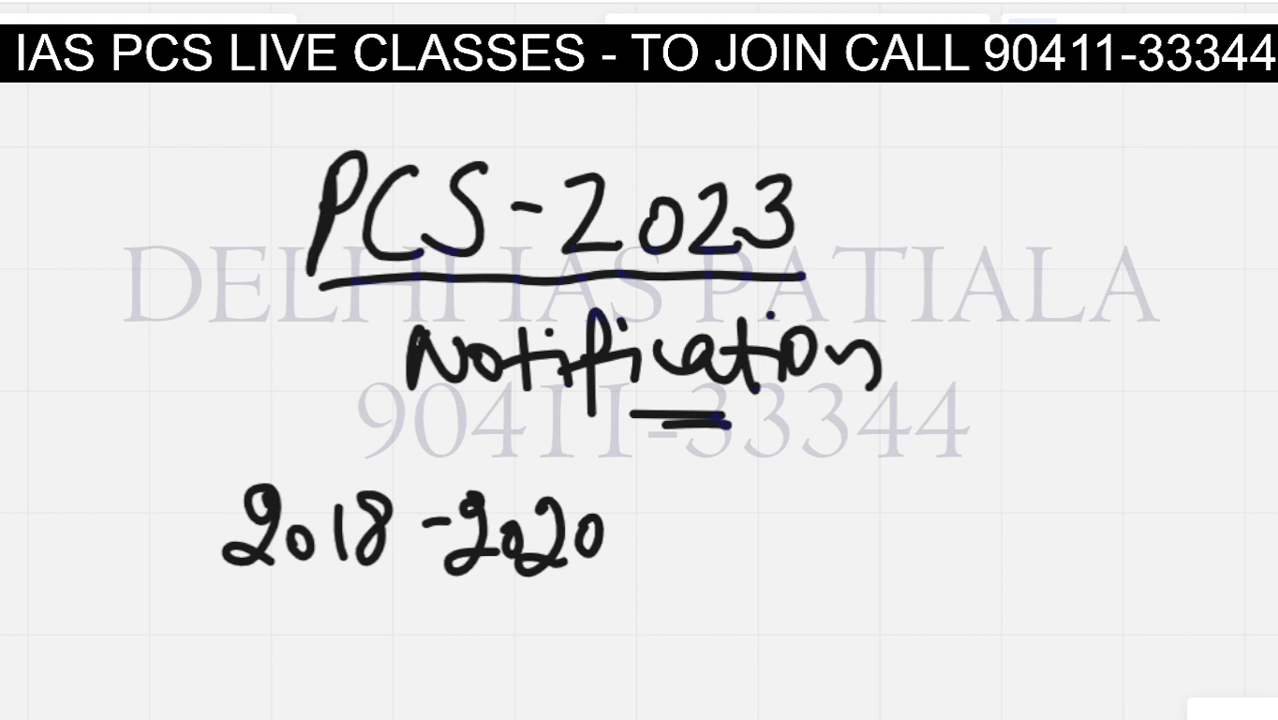 IAS PCS LIVE CLASSES - TO JOIN CALL 90411-33344
PCS-2023
DELHI IAS PATIALA
Notification
90411-33344
2018-2020